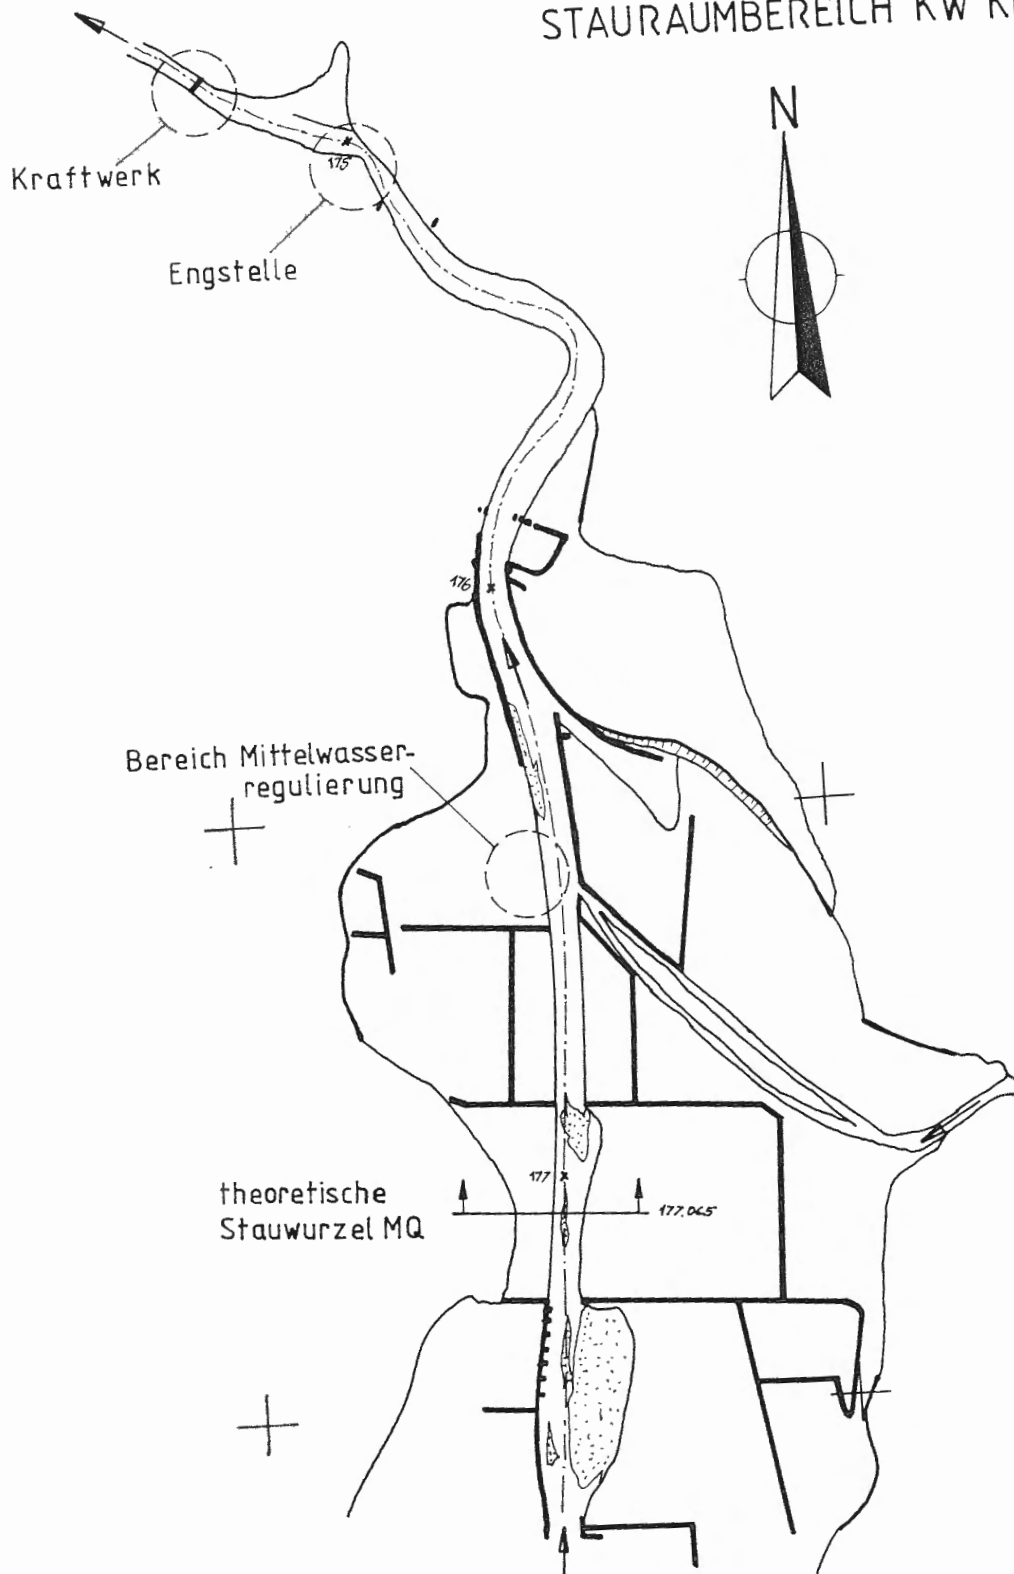 STAURAUMBEREICH KW
N
Kraftwerk
175
Engstelle
176
Bereich Mittelwasser-
regulierung
177
theoretische
Stauwurzel MQ
177.065